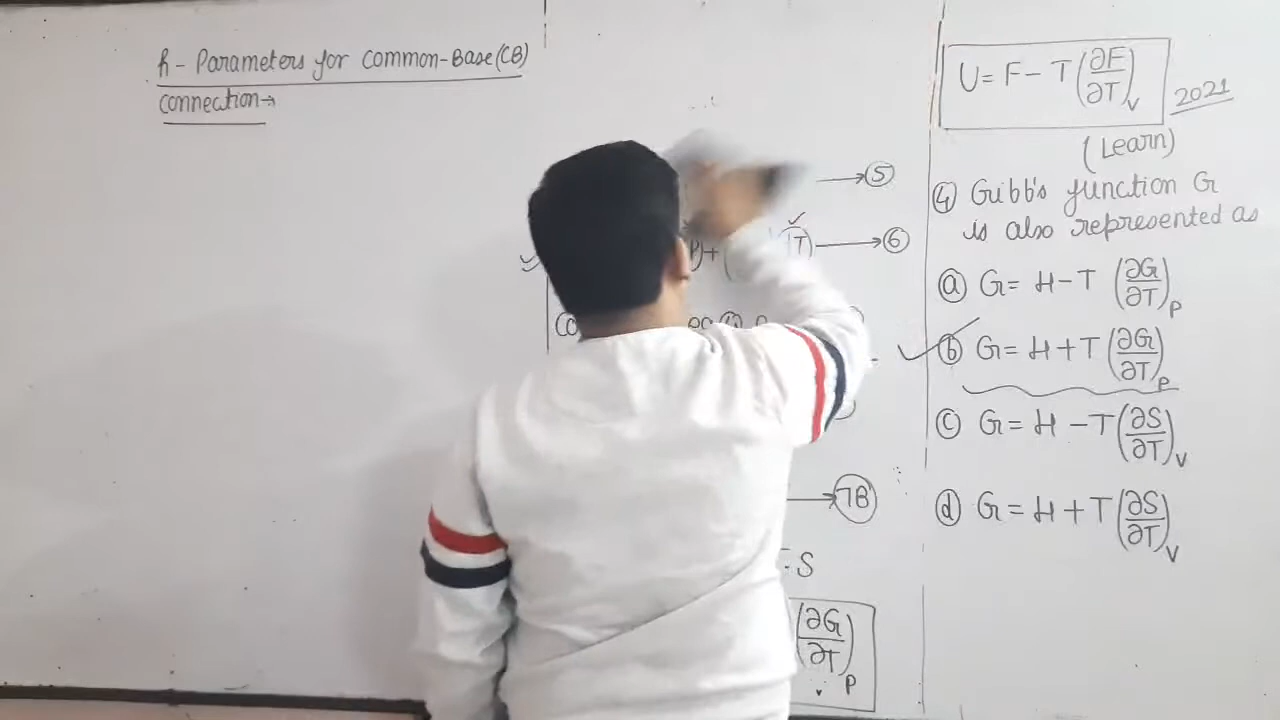 h - Parameters for Common-Base (CB)
Connection→
→ (5)
)+( T) → (6)
→ (7B)
= - S
(∂G/∂T)P
U = F - T (∂F/∂T)V
2021
(Learn)
(4) Gibb's function G
is also represented as
(a) G = H - T (∂G/∂T)P
(b) G = H + T (∂G/∂T)P
(c) G = H - T (∂S/∂T)V
(d) G = H + T (∂S/∂T)V